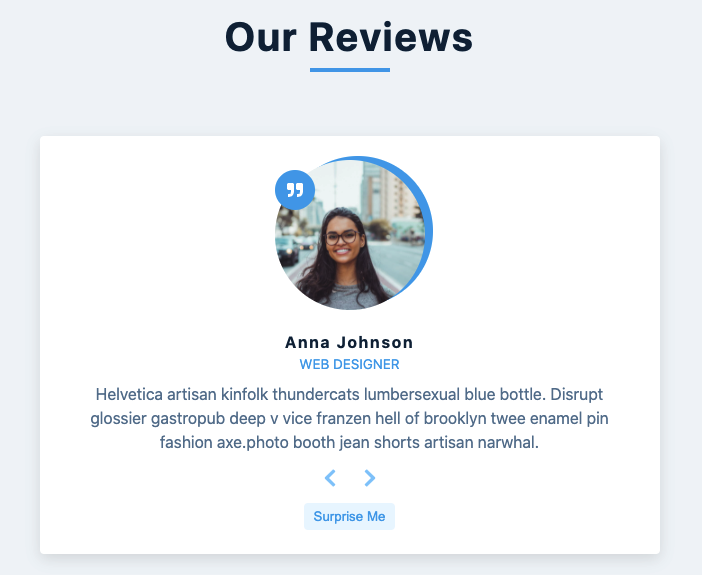 Our Reviews
Anna Johnson
WEB DESIGNER
Helvetica artisan kinfolk thundercats lumbersexual blue bottle. Disrupt
glossier gastropub deep v vice franzen hell of brooklyn twee enamel pin
fashion axe.photo booth jean shorts artisan narwhal.
Surprise Me